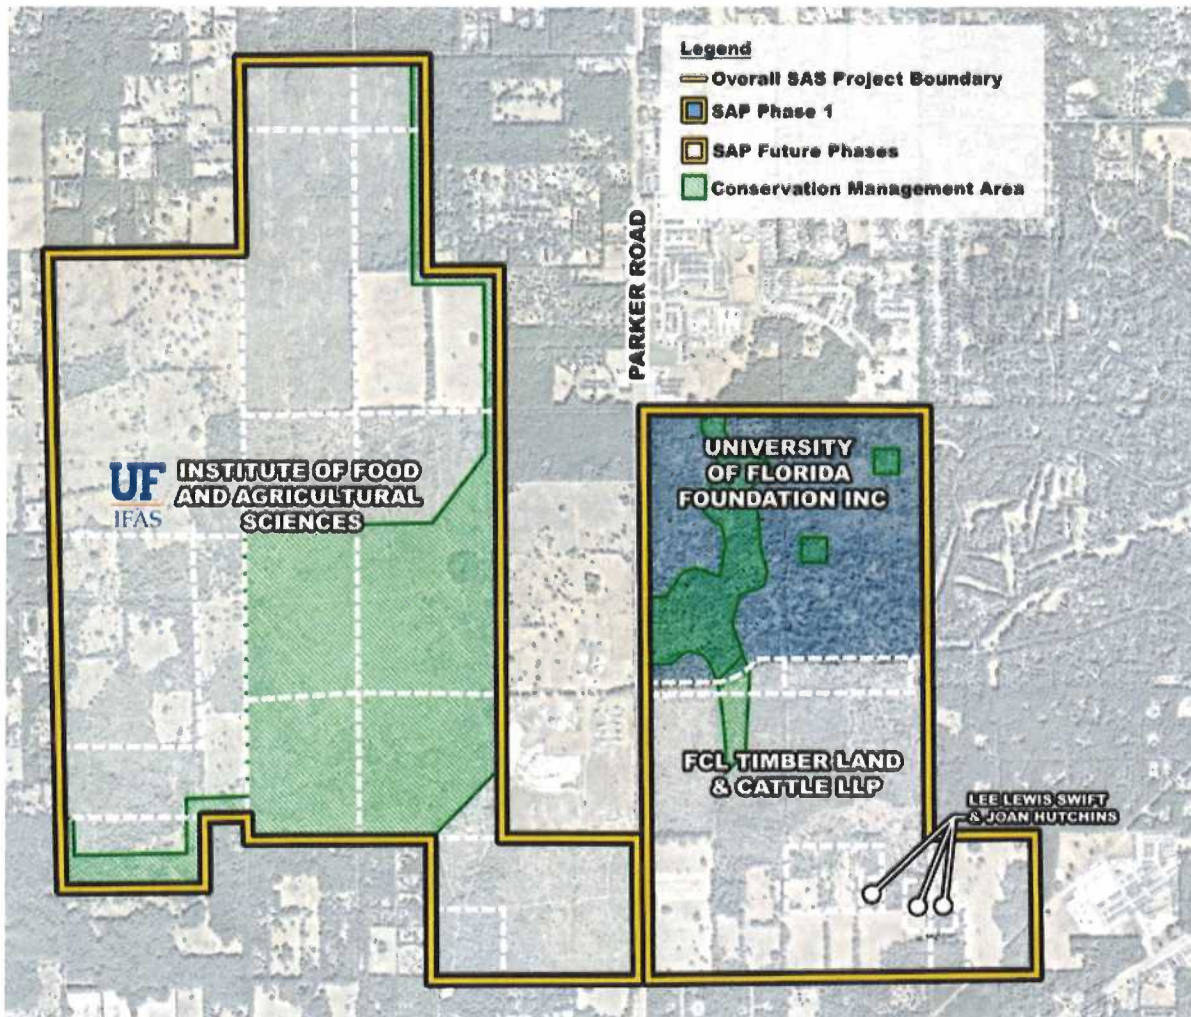 Legend
Overall SAS Project Boundary
SAP Phase 1
SAP Future Phases
Conservation Management Area
PARKER ROAD
UF
IFAS
INSTITUTE OF FOOD
AND AGRICULTURAL
SCIENCES
UNIVERSITY
OF FLORIDA
FOUNDATION INC
FCL TIMBER LAND
& CATTLE LLP
LEE LEWIS SWIFT
& JOAN HUTCHINS